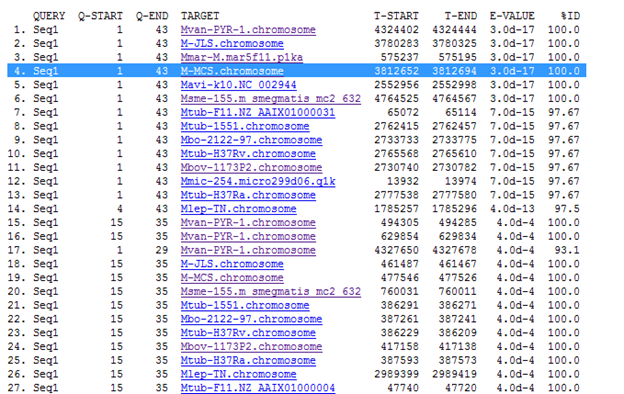 QUERY Q-START Q-END TARGET T-START T-END E-VALUE %ID
1. Seq1 1 43 Mvan-PYR-1.chromosome 4324402 4324444 3.0d-17 100.0
2. Seq1 1 43 M-JLS.chromosome 3780283 3780325 3.0d-17 100.0
3. Seq1 1 43 Mmar-M.mar5f11.p1ka 575237 575195 3.0d-17 100.0
4. Seq1 1 43 M-MCS.chromosome 3812652 3812694 3.0d-17 100.0
5. Seq1 1 43 Mavi-k10.NC_002944 2552956 2552998 3.0d-17 100.0
6. Seq1 1 43 Msme-155.m_smegmatis_mc2_632 4764525 4764567 3.0d-17 100.0
7. Seq1 1 43 Mtub-F11.NZ_AAIX01000031 65072 65114 7.0d-15 97.67
8. Seq1 1 43 Mtub-1551.chromosome 2762415 2762457 7.0d-15 97.67
9. Seq1 1 43 Mbo-2122-97.chromosome 2733733 2733775 7.0d-15 97.67
10. Seq1 1 43 Mtub-H37Rv.chromosome 2765568 2765610 7.0d-15 97.67
11. Seq1 1 43 Mbov-1173P2.chromosome 2730740 2730782 7.0d-15 97.67
12. Seq1 1 43 Mmic-254.micro299d06.q1k 13932 13974 7.0d-15 97.67
13. Seq1 1 43 Mtub-H37Ra.chromosome 2777538 2777580 7.0d-15 97.67
14. Seq1 4 43 Mlep-TN.chromosome 1785257 1785296 4.0d-13 97.5
15. Seq1 15 35 Mvan-PYR-1.chromosome 494305 494285 4.0d-4 100.0
16. Seq1 15 35 Mvan-PYR-1.chromosome 629854 629834 4.0d-4 100.0
17. Seq1 1 29 Mvan-PYR-1.chromosome 4327650 4327678 4.0d-4 93.1
18. Seq1 15 35 M-JLS.chromosome 461487 461467 4.0d-4 100.0
19. Seq1 15 35 M-MCS.chromosome 477546 477526 4.0d-4 100.0
20. Seq1 15 35 Msme-155.m_smegmatis_mc2_632 760031 760011 4.0d-4 100.0
21. Seq1 15 35 Mtub-1551.chromosome 386291 386271 4.0d-4 100.0
22. Seq1 15 35 Mbo-2122-97.chromosome 387261 387241 4.0d-4 100.0
23. Seq1 15 35 Mtub-H37Rv.chromosome 386229 386209 4.0d-4 100.0
24. Seq1 15 35 Mbov-1173P2.chromosome 417158 417138 4.0d-4 100.0
25. Seq1 15 35 Mtub-H37Ra.chromosome 387593 387573 4.0d-4 100.0
26. Seq1 15 35 Mlep-TN.chromosome 2989399 2989419 4.0d-4 100.0
27. Seq1 15 35 Mtub-F11.NZ_AAIX01000004 47740 47720 4.0d-4 100.0